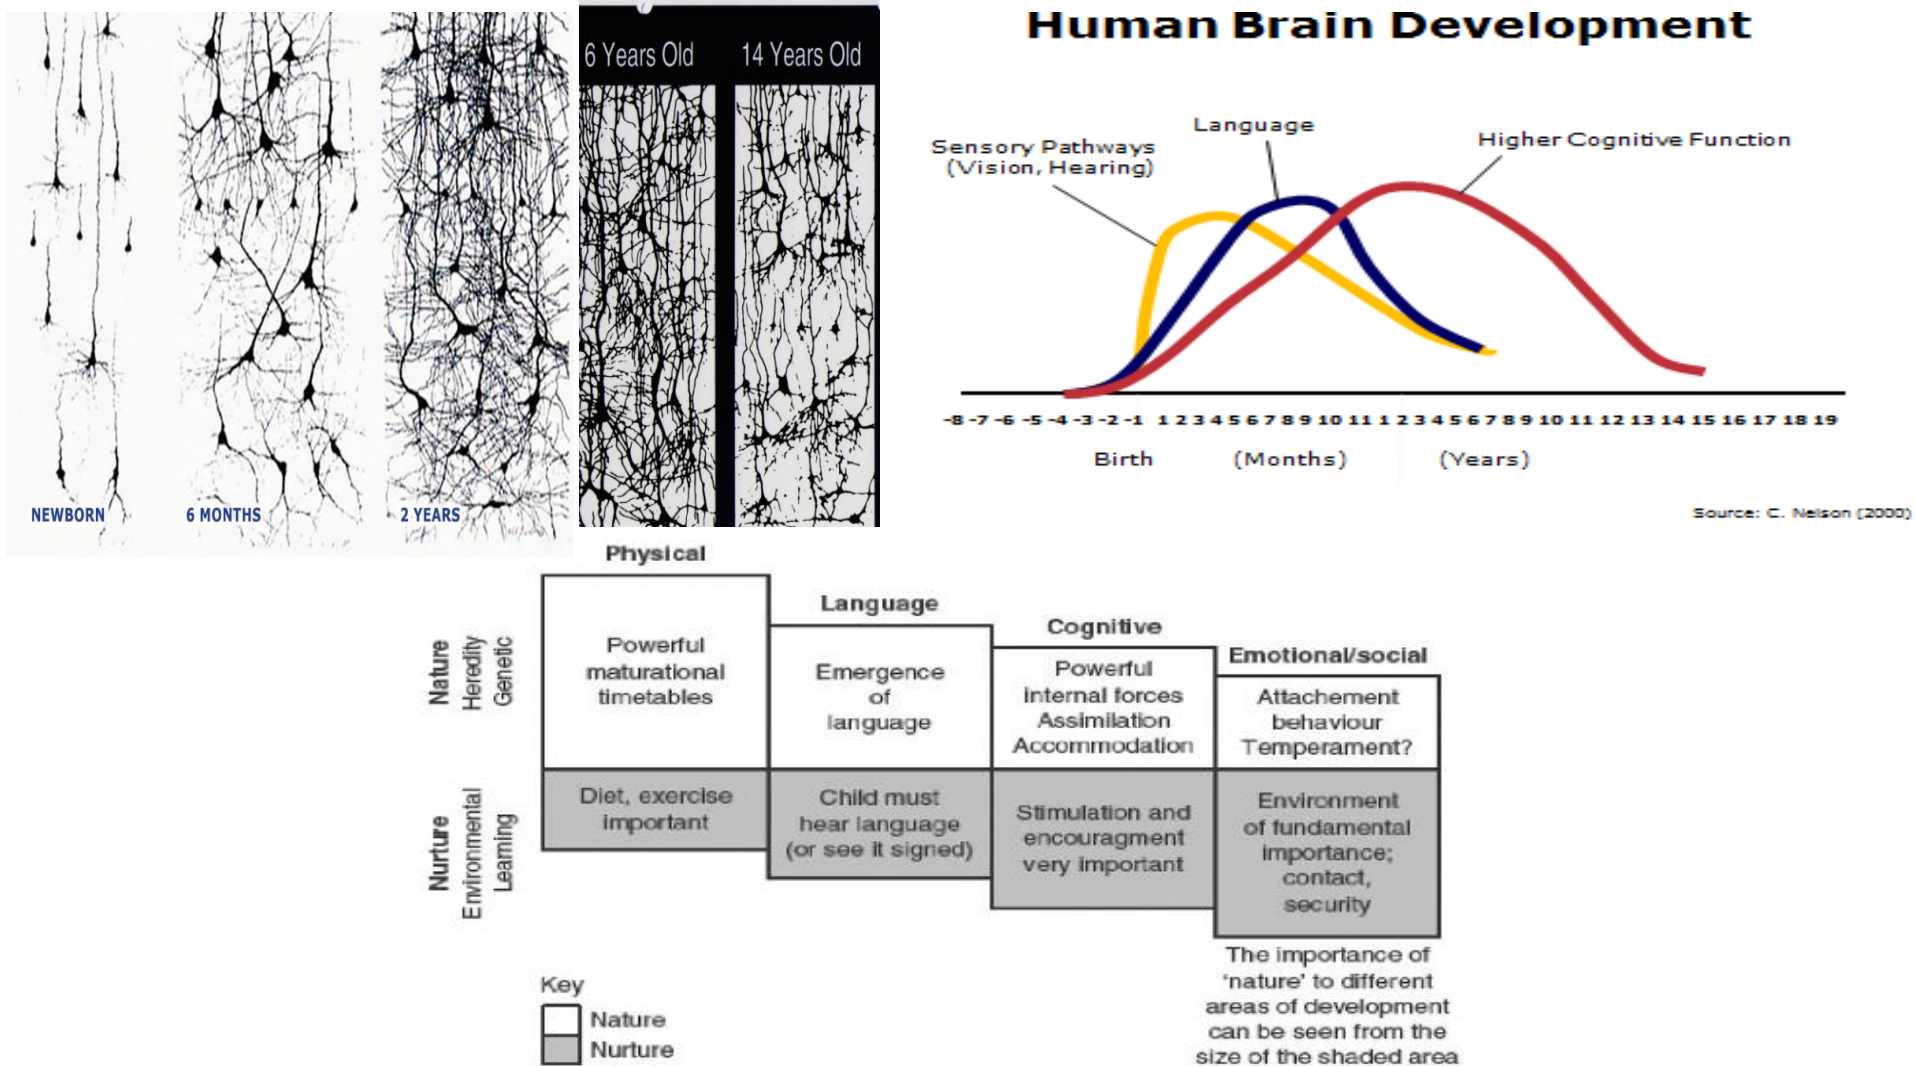 NEWBORN
6 MONTHS
2 YEARS
6 Years Old
14 Years Old
Human Brain Development
Sensory Pathways
(Vision, Hearing)
Language
Higher Cognitive Function
-8 -7 -6 -5 -4 -3 -2 -1 1 2 3 4 5 6 7 8 9 10 11 1 2 3 4 5 6 7 8 9 10 11 12 13 14 15 16 17 18 19
Birth (Months) (Years)
Source: C. Nelson (2000)
Physical
Language
Cognitive
Emotional/social
Nature
Heredity
Genetic
Powerful
maturational
timetables
Emergence
of
language
Powerful
internal forces
Assimilation
Accommodation
Attachement
behaviour
Temperament?
Nurture
Environmental
Learning
Diet, exercise
important
Child must
hear language
(or see it signed)
Stimulation and
encouragment
very important
Environment
of fundamental
importance;
contact,
security
The importance of
‘nature’ to different
areas of development
can be seen from the
size of the shaded area
Key
Nature
Nurture